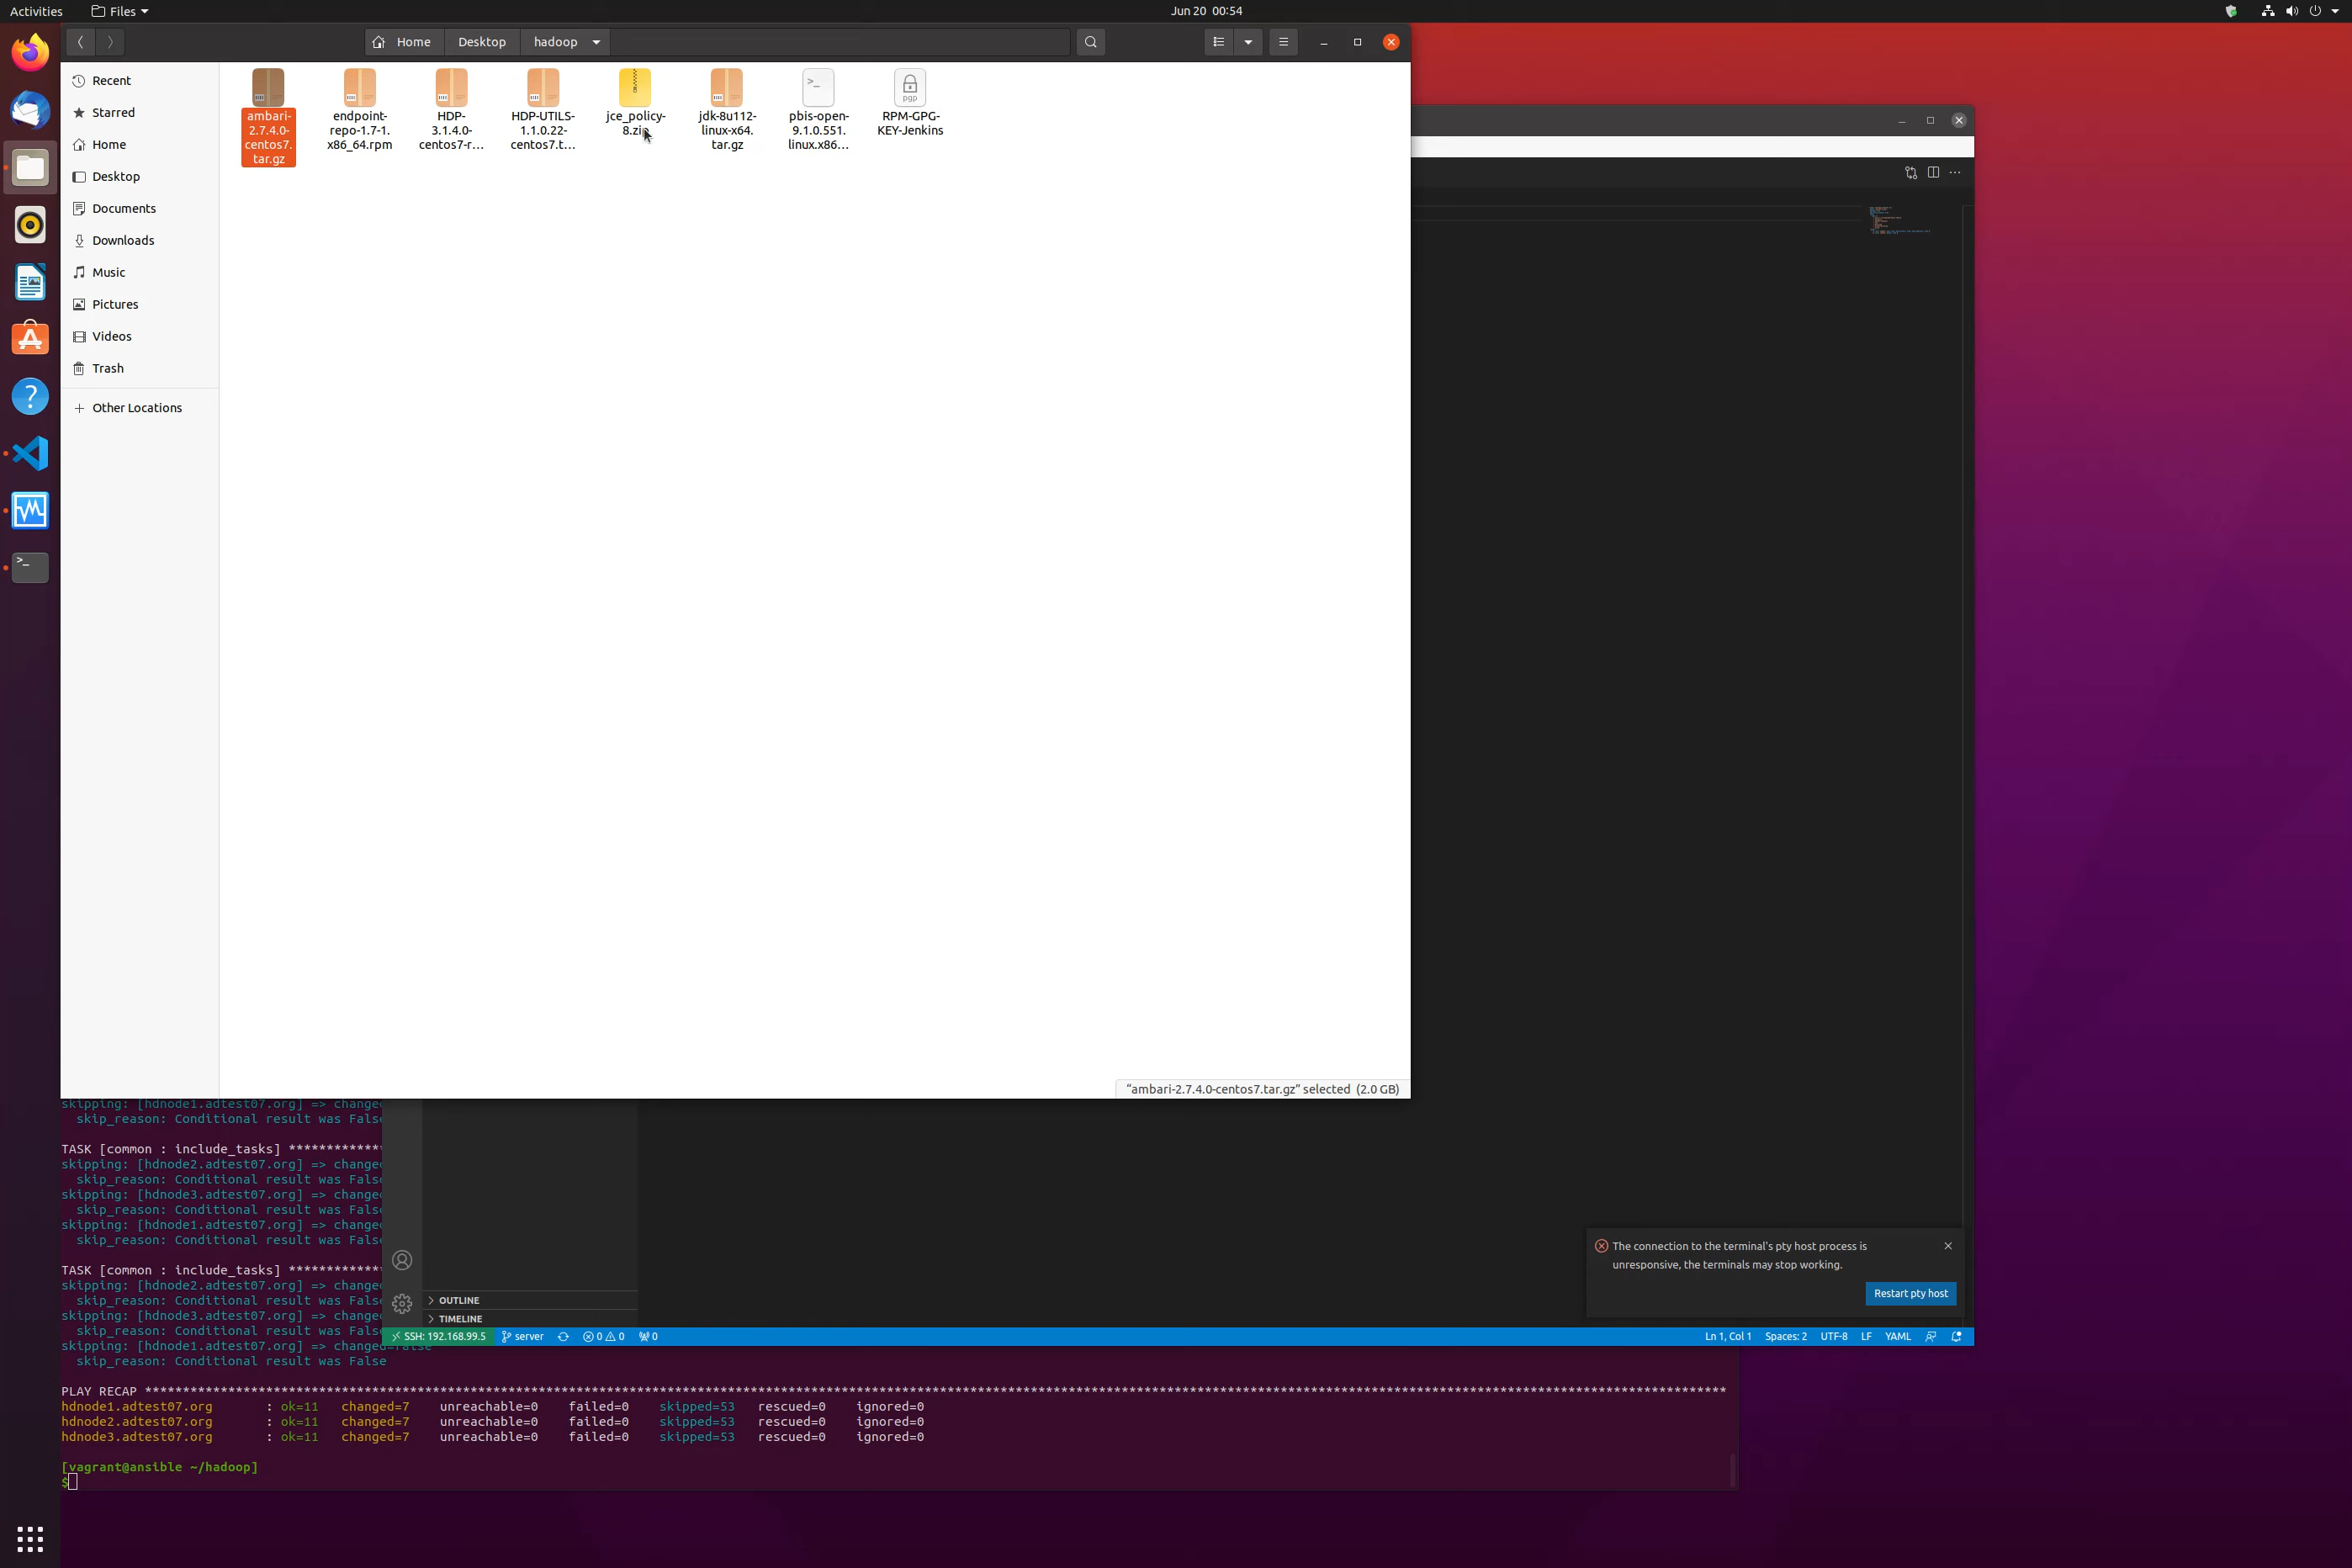 Activities
Files
Jun 20 00:54
Home
Desktop
hadoop
Recent
Starred
Home
Desktop
Documents
Downloads
Music
Pictures
Videos
Trash
Other Locations
ambari-
2.7.4.0-
centos7.
tar.gz
endpoint-
repo-1.7-1.
x86_64.rpm
HDP-
3.1.4.0-
centos7-r...
HDP-UTILS-
1.1.0.22-
centos7.t...
jce_policy-
8.zip
jdk-8u112-
linux-x64.
tar.gz
pbis-open-
9.1.0.551.
linux.x86...
pgp
RPM-GPG-
KEY-Jenkins
"ambari-2.7.4.0-centos7.tar.gz" selected (2.0 GB)
skipping: [hdnode1.adtest07.org] => change
skip_reason: Conditional result was False
TASK [common : include_tasks] *************
skipping: [hdnode2.adtest07.org] => change
skip_reason: Conditional result was False
skipping: [hdnode3.adtest07.org] => change
skip_reason: Conditional result was False
skipping: [hdnode1.adtest07.org] => change
skip_reason: Conditional result was False
TASK [common : include_tasks] *************
skipping: [hdnode2.adtest07.org] => change
skip_reason: Conditional result was False
skipping: [hdnode3.adtest07.org] => change
skip_reason: Conditional result was False
skipping: [hdnode1.adtest07.org] => changed=false
skip_reason: Conditional result was False
PLAY RECAP
hdnode1.adtest07.org : ok=11 changed=7 unreachable=0 failed=0 skipped=53 rescued=0 ignored=0
hdnode2.adtest07.org : ok=11 changed=7 unreachable=0 failed=0 skipped=53 rescued=0 ignored=0
hdnode3.adtest07.org : ok=11 changed=7 unreachable=0 failed=0 skipped=53 rescued=0 ignored=0
[vagrant@ansible ~/hadoop]
$
OUTLINE
TIMELINE
The connection to the terminal's pty host process is
unresponsive, the terminals may stop working.
Restart pty host
SSH: 192.168.99.5
server
0 0
0
Ln 1, Col 1
Spaces: 2
UTF-8
LF
YAML